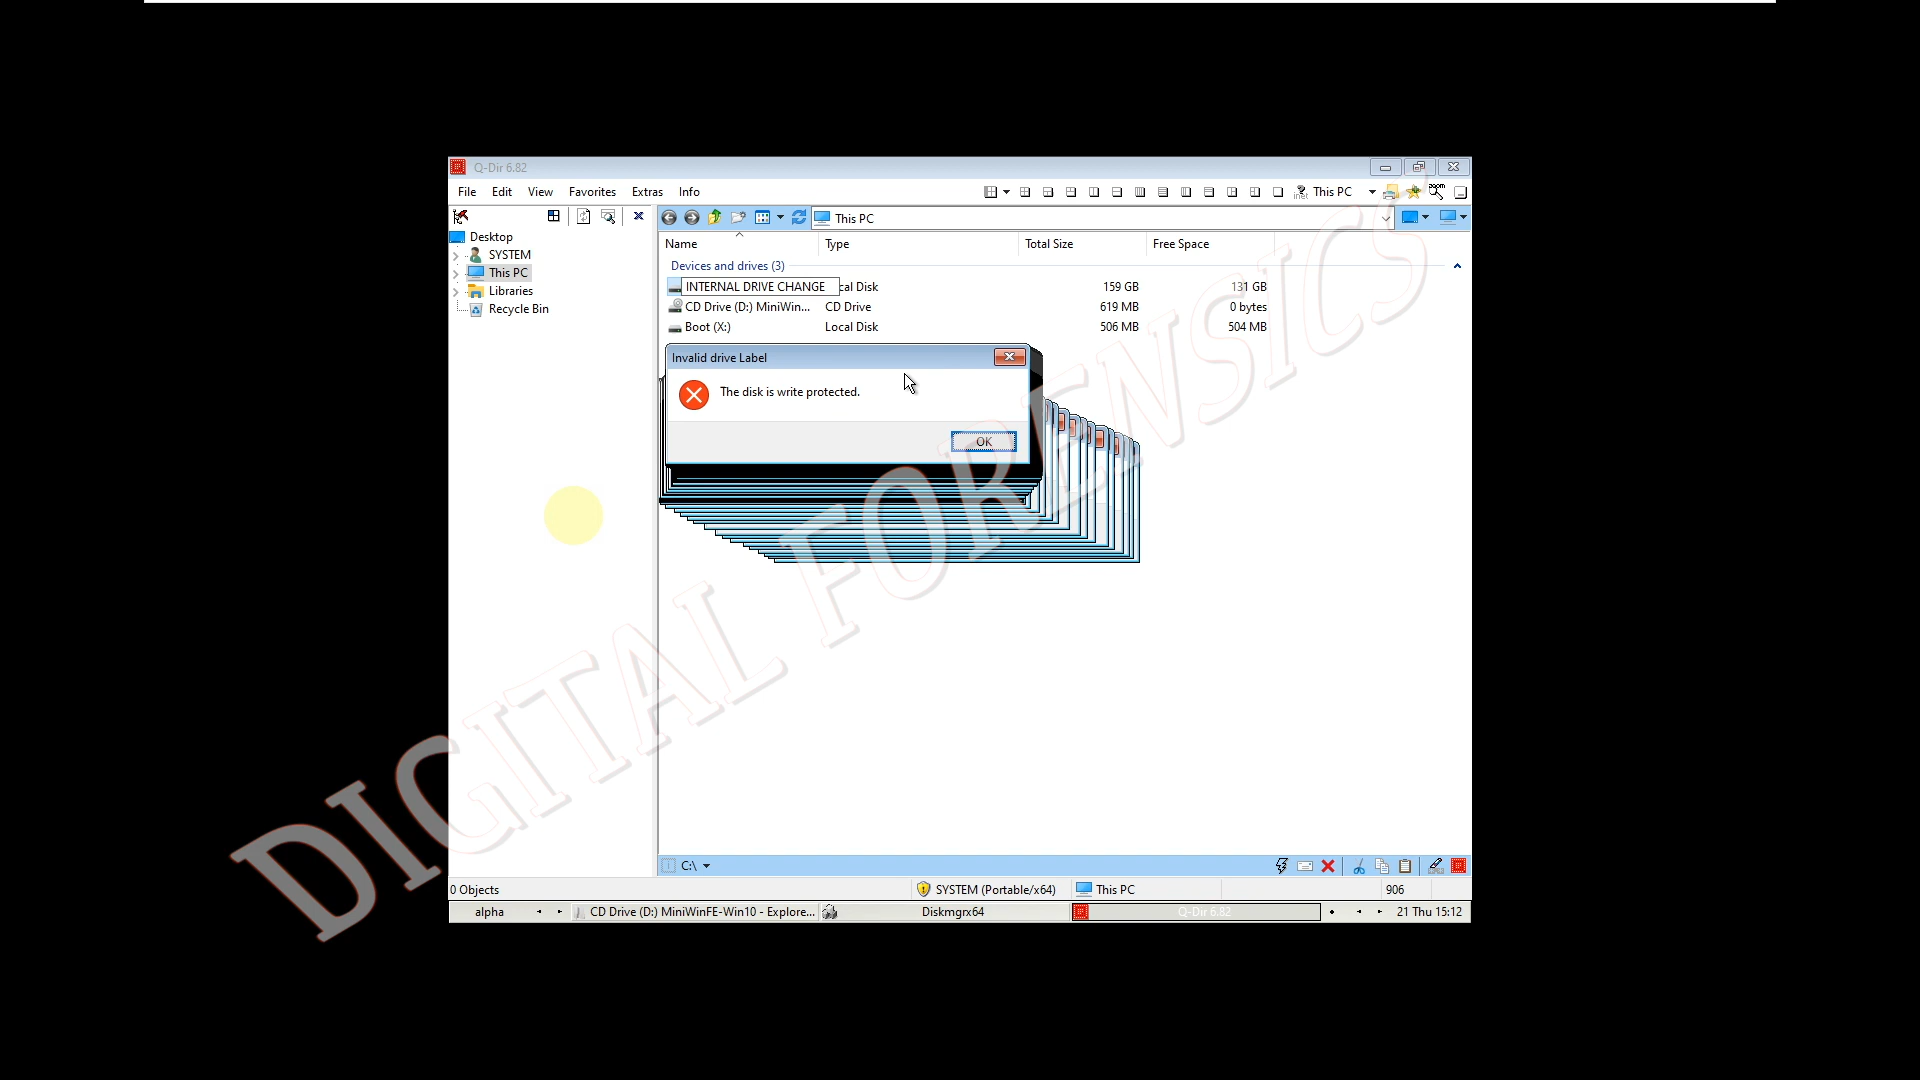 Q-Dir 6.82
File Edit View Favorites Extras Info
This PC
zoom
inet
This PC
Desktop
SYSTEM
This PC
Libraries
Recycle Bin
Name Type Total Size Free Space
Devices and drives (3)
INTERNAL DRIVE CHANGE cal Disk 159 GB 131 GB
CD Drive (D:) MiniWin... CD Drive 619 MB 0 bytes
Boot (X:) Local Disk 506 MB 504 MB
Invalid drive Label
The disk is write protected.
OK
DIGITAL FORENSICS
C:\
0 Objects SYSTEM (Portable/x64) This PC 906
alpha CD Drive (D:) MiniWinFE-Win10 - Explore... Diskmgrx64 Q-Dir 6.82 21 Thu 15:12